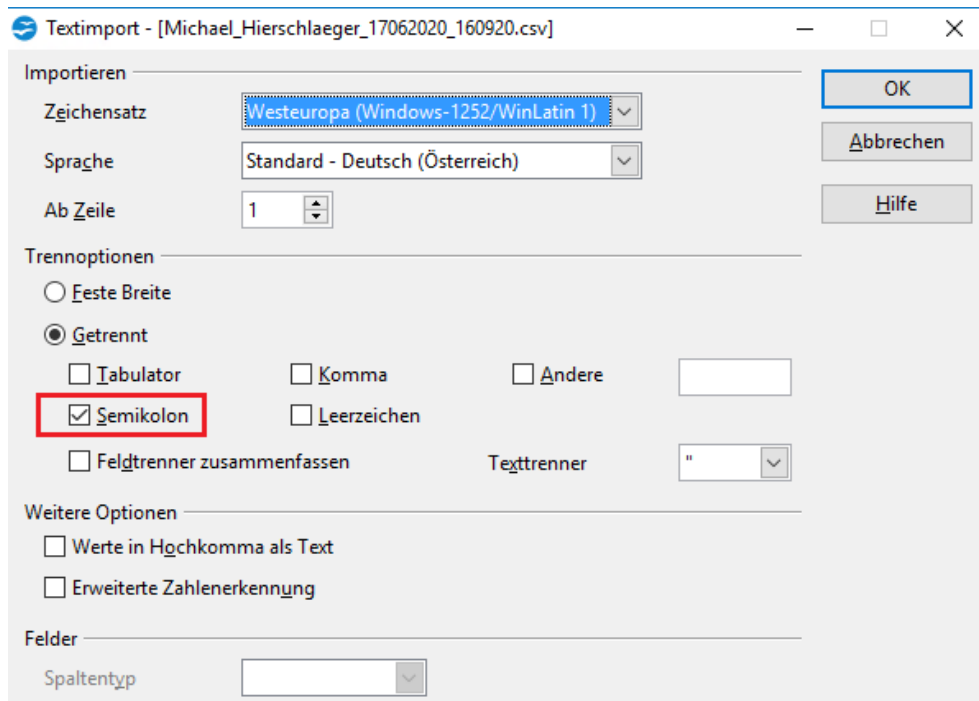 Textimport - [Michael_Hierschlaeger_17062020_160920.csv]
Importieren
OK
Zeichensatz Westeuropa (Windows-1252/WinLatin 1)
Abbrechen
Sprache Standard - Deutsch (Österreich)
Ab Zeile 1
Hilfe
Trennoptionen
Feste Breite
Getrennt
Tabulator Komma Andere
Semikolon Leerzeichen
Feldtrenner zusammenfassen Texttrenner "
Weitere Optionen
Werte in Hochkomma als Text
Erweiterte Zahlenerkennung
Felder
Spaltentyp